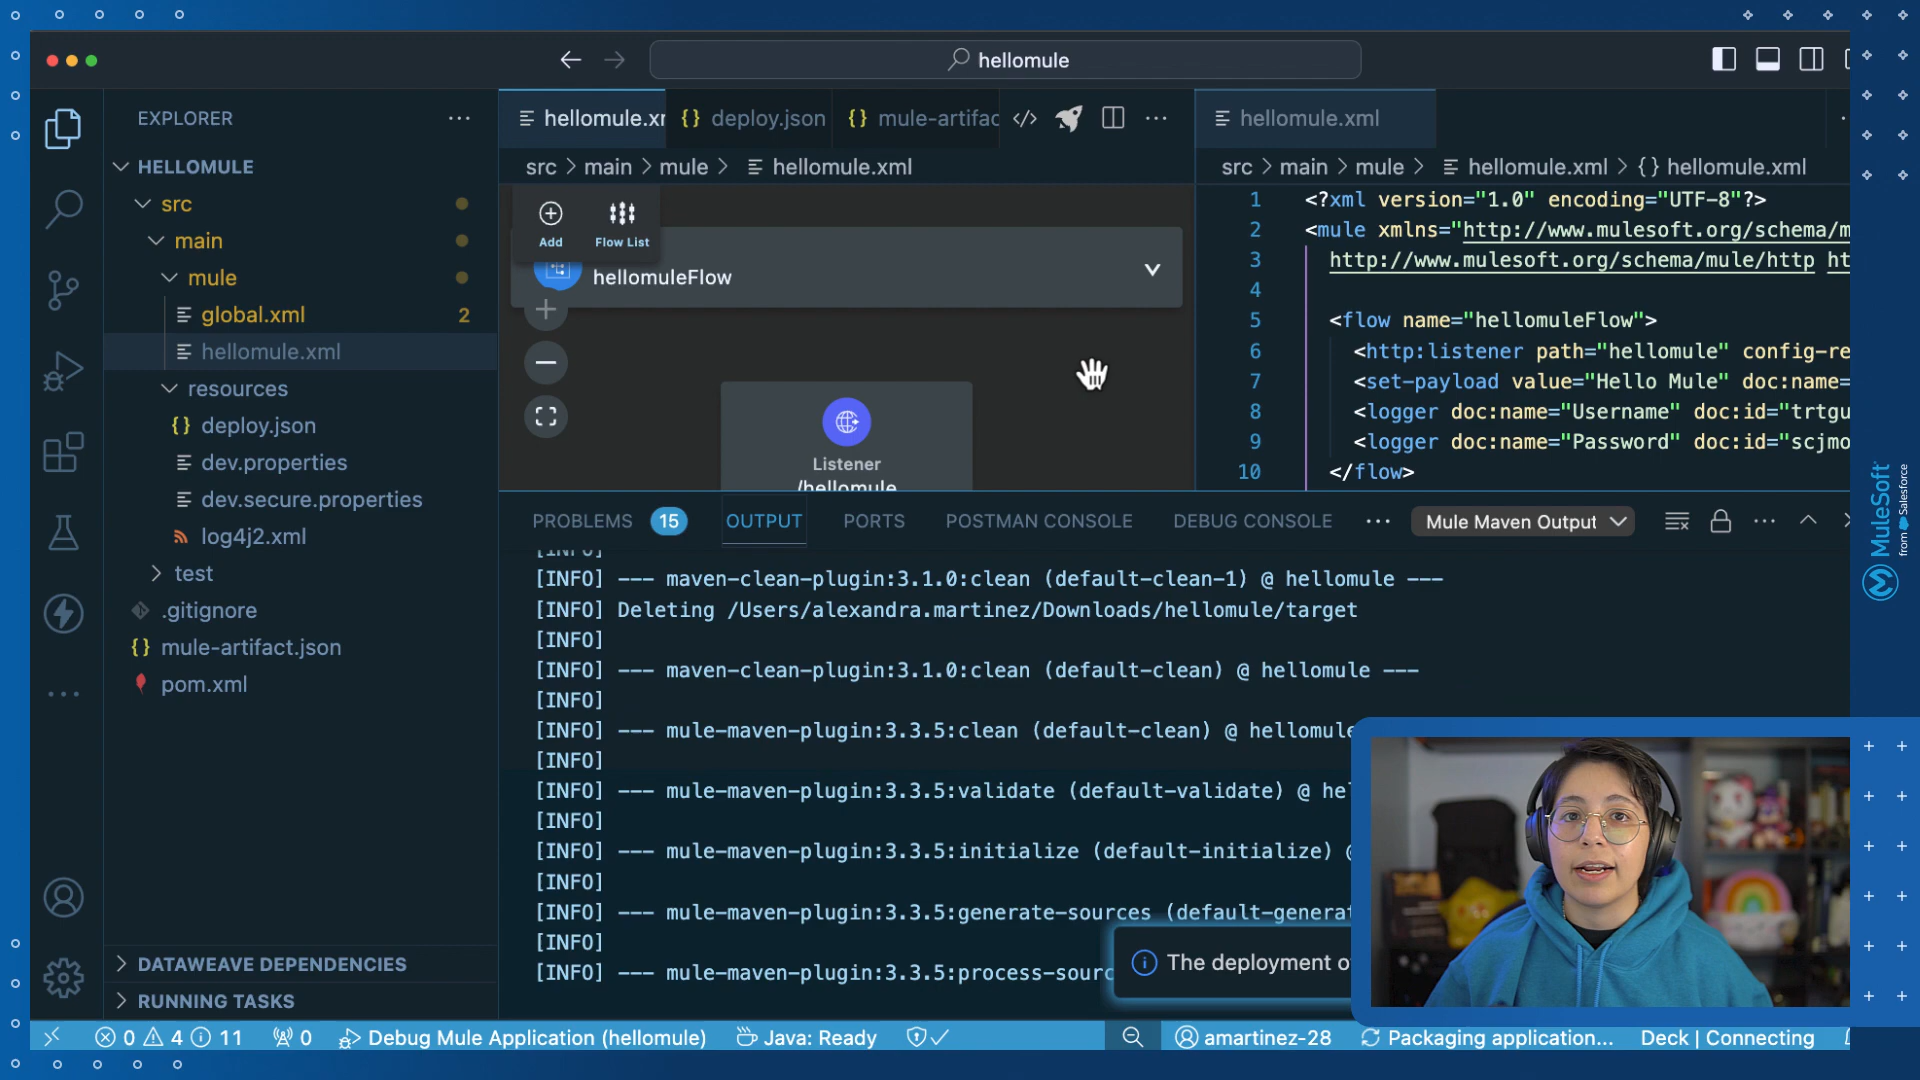 hellomule
EXPLORER
HELLOMULE
src
main
mule
global.xml 2
hellomule.xml
resources
deploy.json
dev.properties
dev.secure.properties
log4j2.xml
test
.gitignore
mule-artifact.json
pom.xml
DATAWEAVE DEPENDENCIES
RUNNING TASKS
hellomule.xm
{} deploy.json
{} mule-artifac
src > main > mule > hellomule.xml
Add
Flow List
hellomuleFlow
Listener
/hellomule
hellomule.xml
src > main > mule > hellomule.xml > {} hellomule.xml
1 <?xml version="1.0" encoding="UTF-8"?>
2 <mule xmlns="http://www.mulesoft.org/schema/m
3 http://www.mulesoft.org/schema/mule/http ht
4
5 <flow name="hellomuleFlow">
6 <http:listener path="hellomule" config-re
7 <set-payload value="Hello Mule" doc:name=
8 <logger doc:name="Username" doc:id="trtgu
9 <logger doc:name="Password" doc:id="scjmo
10 </flow>
PROBLEMS 15 OUTPUT PORTS POSTMAN CONSOLE DEBUG CONSOLE ... Mule Maven Output
[INFO]
[INFO] --- maven-clean-plugin:3.1.0:clean (default-clean-1) @ hellomule ---
[INFO] Deleting /Users/alexandra.martinez/Downloads/hellomule/target
[INFO]
[INFO] --- maven-clean-plugin:3.1.0:clean (default-clean) @ hellomule ---
[INFO]
[INFO] --- mule-maven-plugin:3.3.5:clean (default-clean) @ hellomule
[INFO]
[INFO] --- mule-maven-plugin:3.3.5:validate (default-validate) @ hel
[INFO]
[INFO] --- mule-maven-plugin:3.3.5:initialize (default-initialize) @
[INFO]
[INFO] --- mule-maven-plugin:3.3.5:generate-sources (default-generat
[INFO]
[INFO] --- mule-maven-plugin:3.3.5:process-sourc
The deployment o
0 4 11 0 Debug Mule Application (hellomule) Java: Ready amartinez-28 Packaging application... Deck | Connecting
MuleSoft
from Salesforce